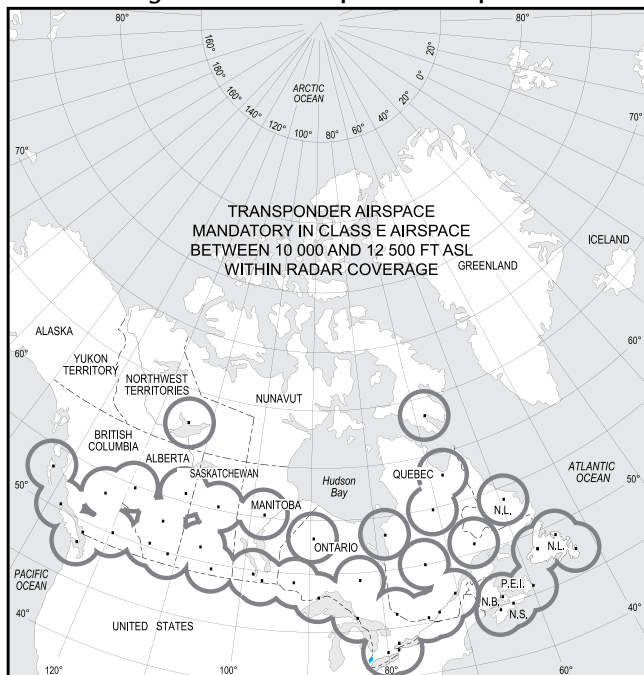 80°
80°
160°
160°
180°
160°
140°
120°
100°
80°
60°
40°
20°
0°
20°
ARCTIC
OCEAN
70°
70°
TRANSPONDER AIRSPACE
MANDATORY IN CLASS E AIRSPACE
BETWEEN 10 000 AND 12 500 FT ASL
WITHIN RADAR COVERAGE
ICELAND
GREENLAND
ALASKA
60°
60°
YUKON
TERRITORY
NORTHWEST
TERRITORIES
NUNAVUT
BRITISH
COLUMBIA
ALBERTA
SASKATCHEWAN
Hudson
Bay
QUEBEC
ATLANTIC
OCEAN
50°
50°
MANITOBA
N.L.
ONTARIO
N.L.
PACIFIC
OCEAN
P.E.I.
N.B.
N.S.
40°
40°
UNITED STATES
120°
100°
80°
60°